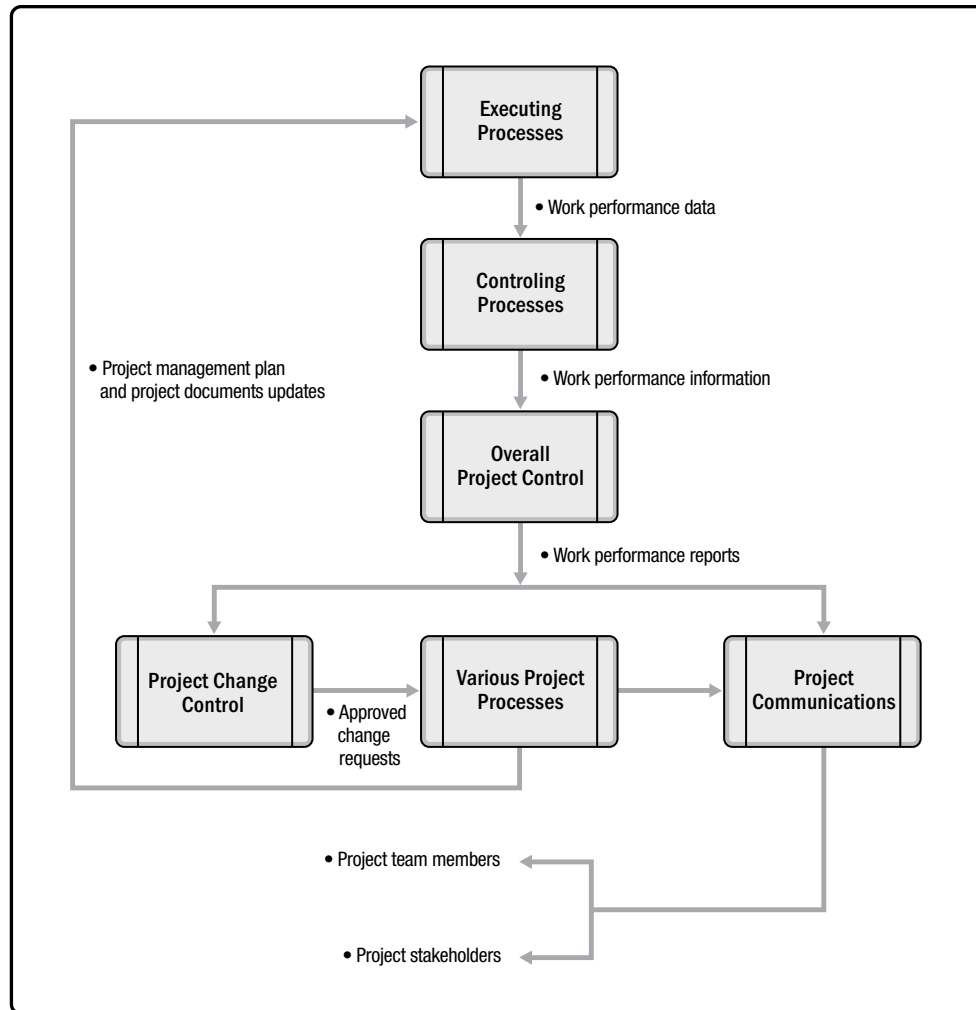 Executing
Processes
• Work performance data
Controling
Processes
• Project management plan
and project documents updates
• Work performance information
Overall
Project Control
• Work performance reports
Project Change
Control
• Approved
change
requests
Various Project
Processes
Project
Communications
• Project team members
• Project stakeholders